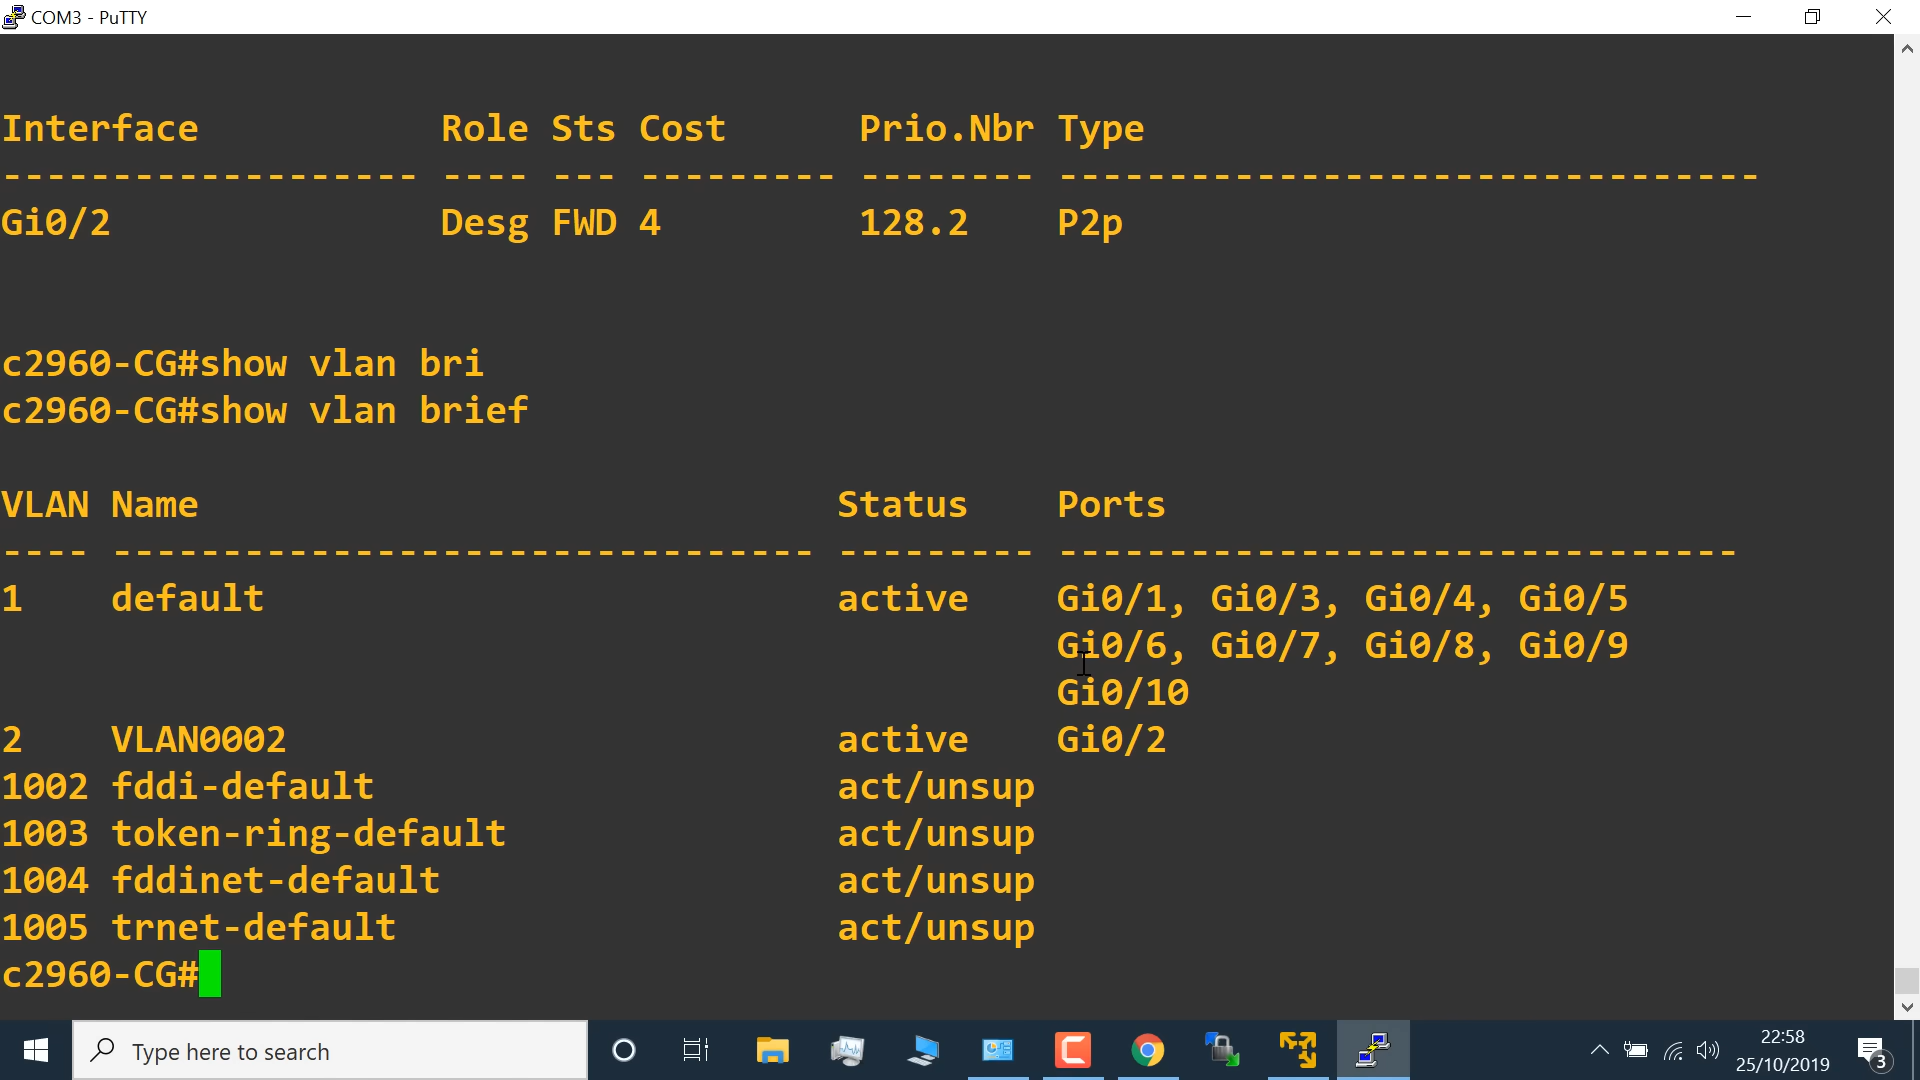 COM3 - PuTTY
Interface Role Sts Cost Prio.Nbr Type
------------------- ---- --- --------- -------- --------------------------------
Gi0/2 Desg FWD 4 128.2 P2p
c2960-CG#show vlan bri
c2960-CG#show vlan brief
VLAN Name Status Ports
---- -------------------------------- --------- -------------------------------
1 default active Gi0/1, Gi0/3, Gi0/4, Gi0/5
Gi0/6, Gi0/7, Gi0/8, Gi0/9
Gi0/10
2 VLAN0002 active Gi0/2
1002 fddi-default act/unsup
1003 token-ring-default act/unsup
1004 fddinet-default act/unsup
1005 trnet-default act/unsup
c2960-CG#
Type here to search
22:58
25/10/2019
3